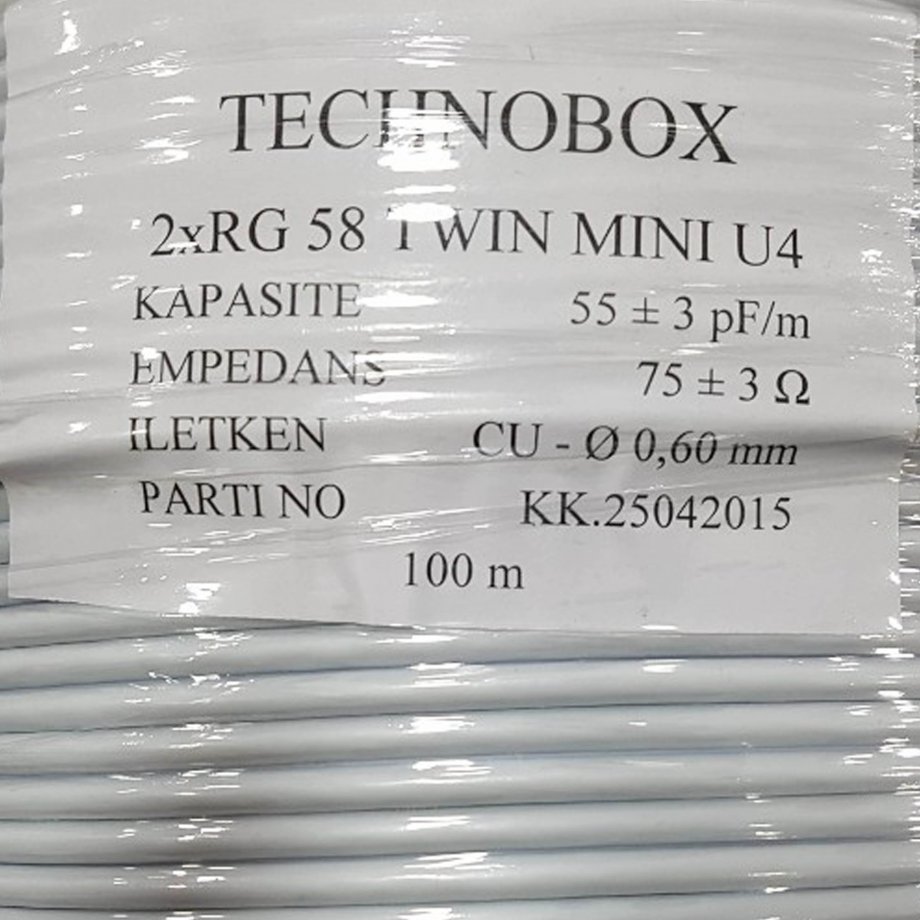 TECHNOBOX
2xRG 58 TWIN MINI U4
KAPASITE 55 ± 3 pF/m
EMPEDANS 75 ± 3 Ω
ILETKEN CU - Ø 0,60 mm
PARTI NO KK.25042015
100 m